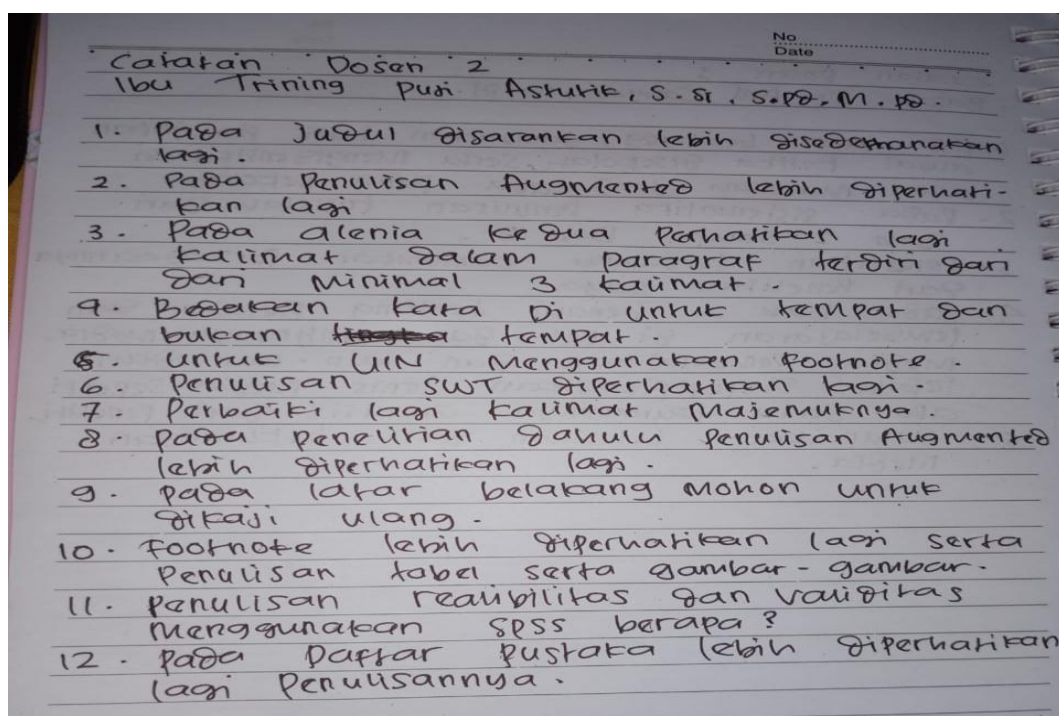 No
Date
Catatan Dosen 2
Ibu Trining Puri Astutik, S.Si, S.Pd, M.Pd.
1. Pada Judul disarankan lebih disederhanakan
lagi.
2. Pada Penulisan Augmented lebih diperhati-
kan lagi
3. Pada alenia kedua Perhatikan lagi
kalimat dalam Paragraf terdiri dari
dari Minimal 3 kalimat.
4. Bedakan kata Di untuk tempat dan
bukan tempat.
5. Untuk UIN Menggunakan Footnote.
6. Penulisan SWT diperhatikan lagi.
7 Perbaiki lagi kalimat Majemuknya.
8. Pada penelitian dahulu Penulisan Augmented
lebih diperhatikan lagi.
9. Pada latar belakang Mohon untuk
dikaji ulang.
10. Footnote lebih diperhatikan lagi serta
Penulisan tabel serta gambar-gambar.
11. Penulisan realibilitas dan validitas
Menggunakan SPSS berapa?
12. Pada Daftar Pustaka lebih diperhatikan
lagi Penulisannya.